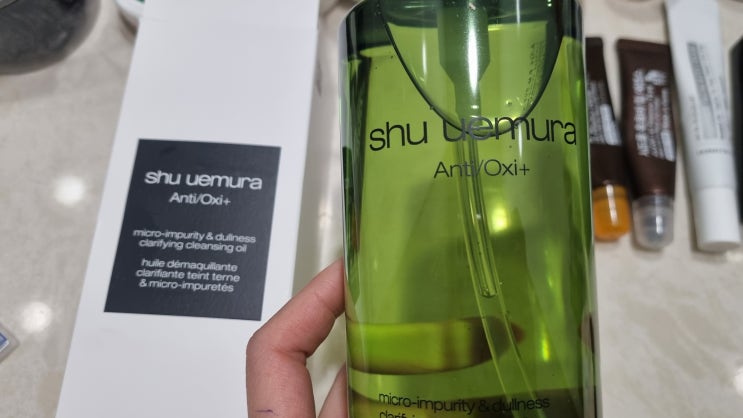 shu uemura
Anti/Oxi+
micro-impurity & dullness
clarifying cleansing oil
huile démaquillante
clarifiante teint terne
& micro-impuretés
shu uemura
Anti/Oxi+
micro-impurity & dullness